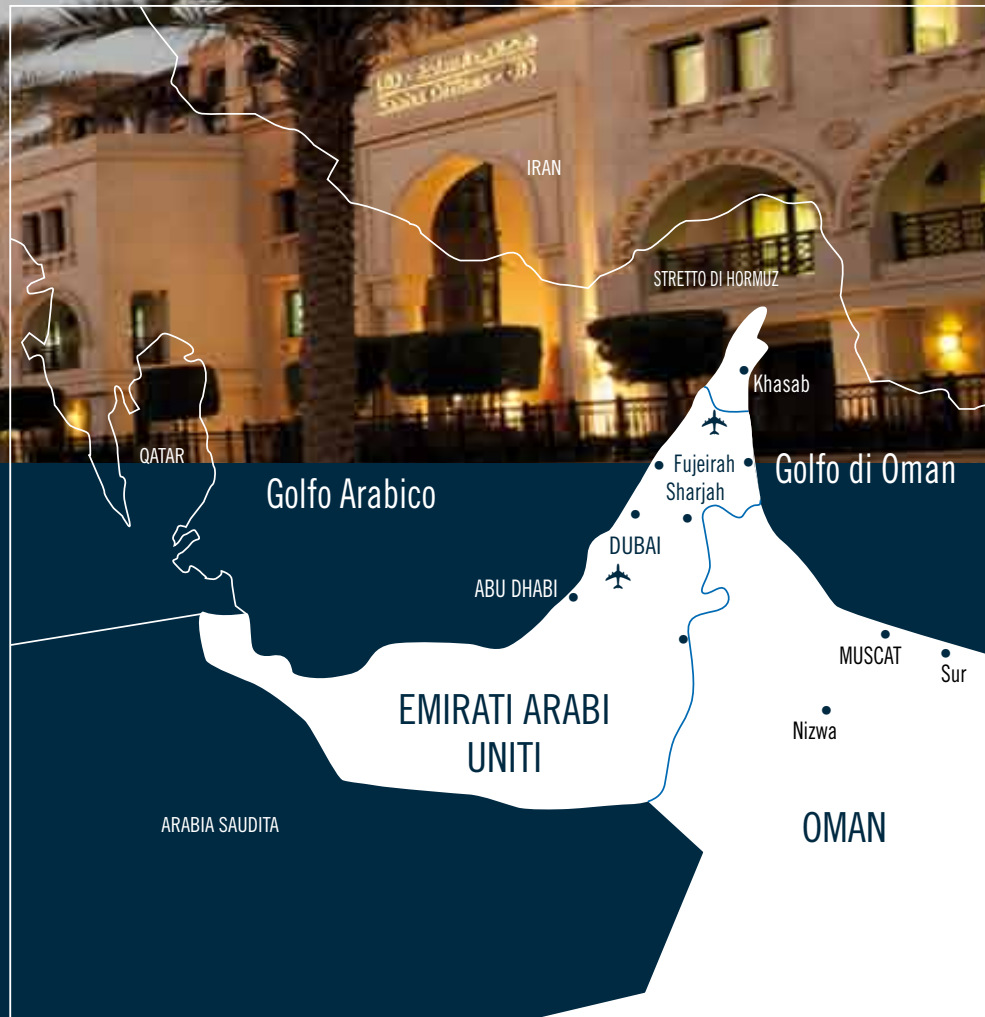 IRAN
STRETTO DI HORMUZ
Khasab
QATAR
Golfo Arabico
Fujeirah
Sharjah
Golfo di Oman
DUBAI
ABU DHABI
MUSCAT
Sur
EMIRATI ARABI
UNITI
Nizwa
ARABIA SAUDITA
OMAN